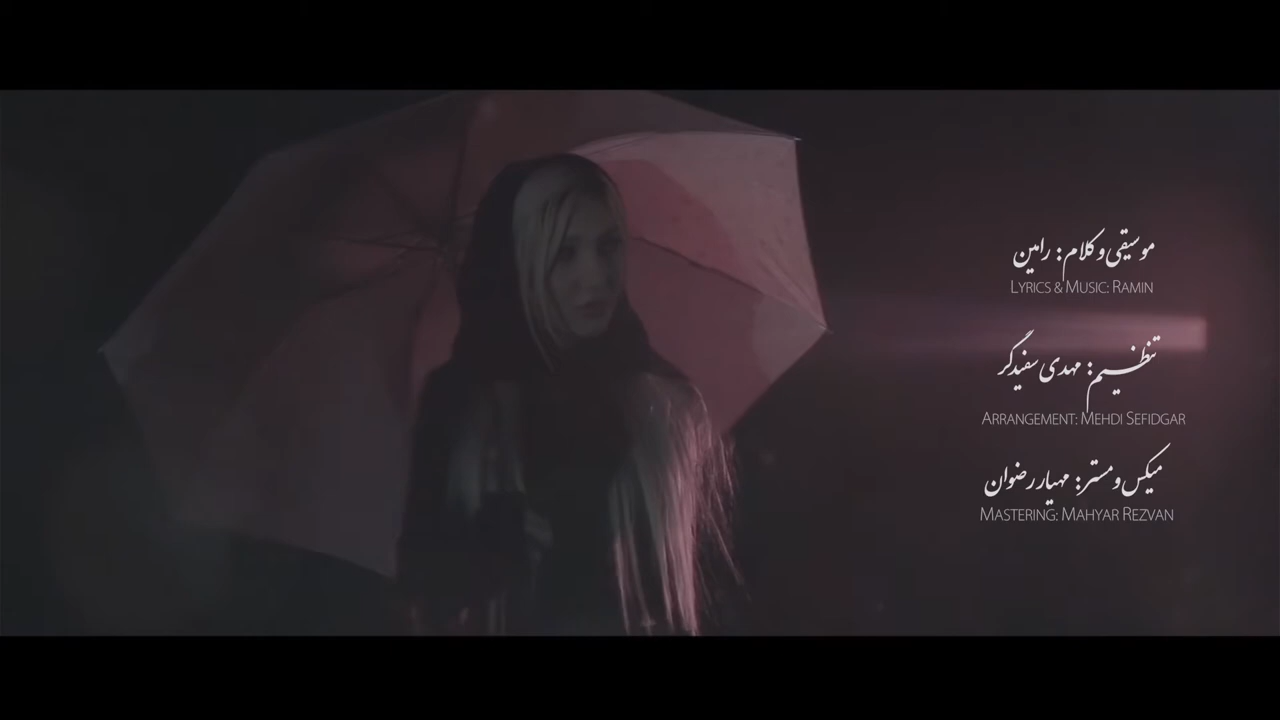 موسیقی و کلام: رامین
LYRICS & MUSIC: RAMIN
تنظیم: مهدی سفیدگر
ARRANGEMENT: MEHDI SEFIDGAR
میکس و مستر: مهیار رضوان
MASTERING: MAHYAR REZVAN